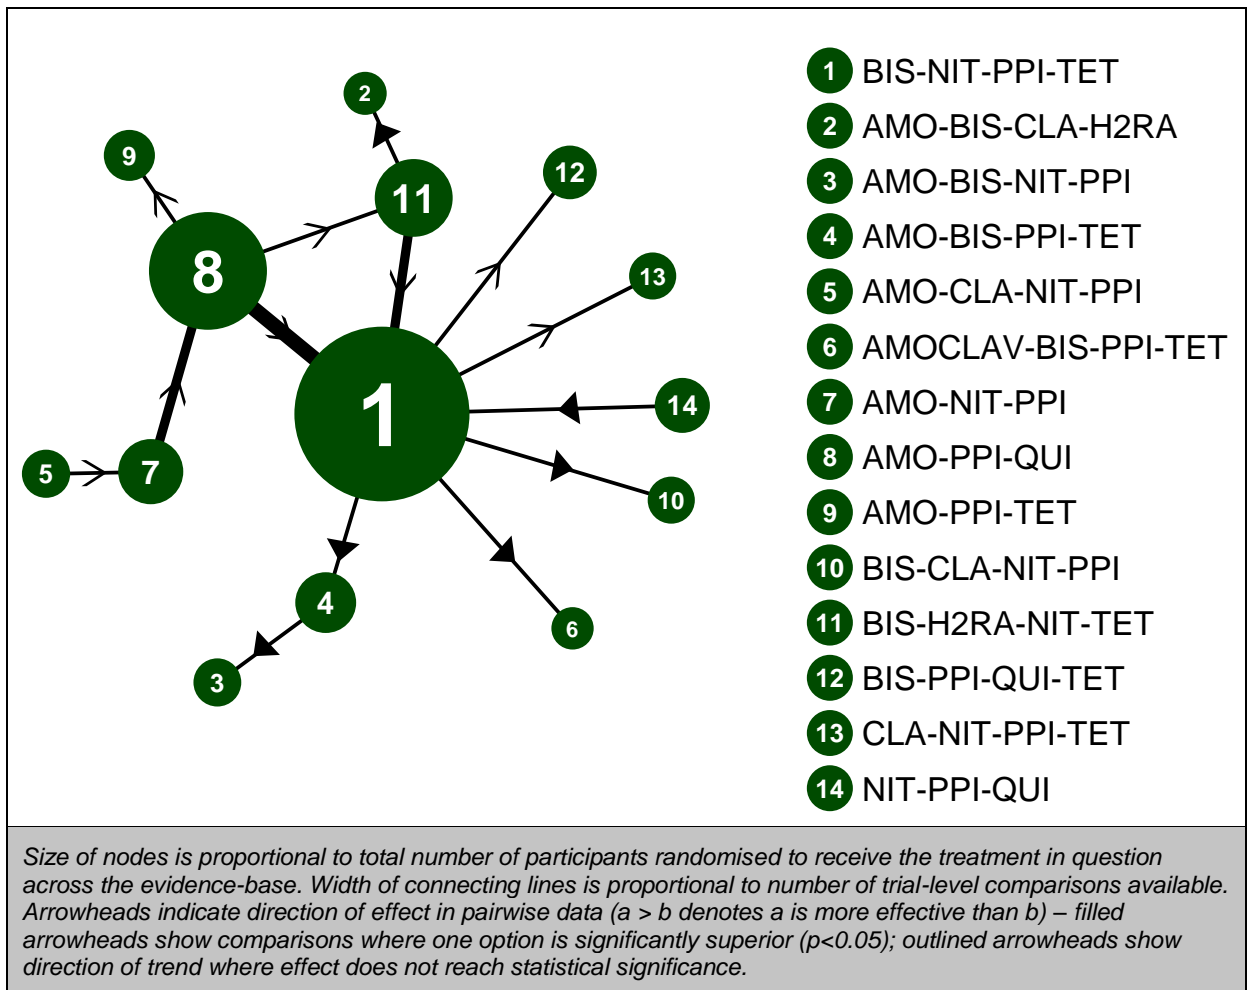 2
9
12
11
8
13
1
14
5
7
10
4
6
3
1 BIS-NIT-PPI-TET
2 AMO-BIS-CLA-H2RA
3 AMO-BIS-NIT-PPI
4 AMO-BIS-PPI-TET
5 AMO-CLA-NIT-PPI
6 AMOCLAV-BIS-PPI-TET
7 AMO-NIT-PPI
8 AMO-PPI-QUI
9 AMO-PPI-TET
10 BIS-CLA-NIT-PPI
11 BIS-H2RA-NIT-TET
12 BIS-PPI-QUI-TET
13 CLA-NIT-PPI-TET
14 NIT-PPI-QUI
Size of nodes is proportional to total number of participants randomised to receive the treatment in question
across the evidence-base. Width of connecting lines is proportional to number of trial-level comparisons available.
Arrowheads indicate direction of effect in pairwise data (a > b denotes a is more effective than b) – filled
arrowheads show comparisons where one option is significantly superior (p<0.05); outlined arrowheads show
direction of trend where effect does not reach statistical significance.